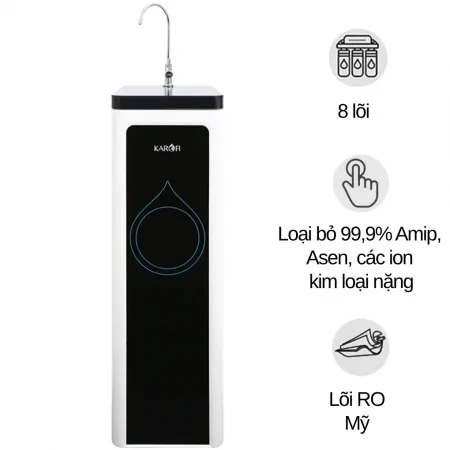 KAROFI
8 lõi
Loại bỏ 99,9% Amip,
Asen, các ion
kim loại nặng
Lõi RO
Mỹ